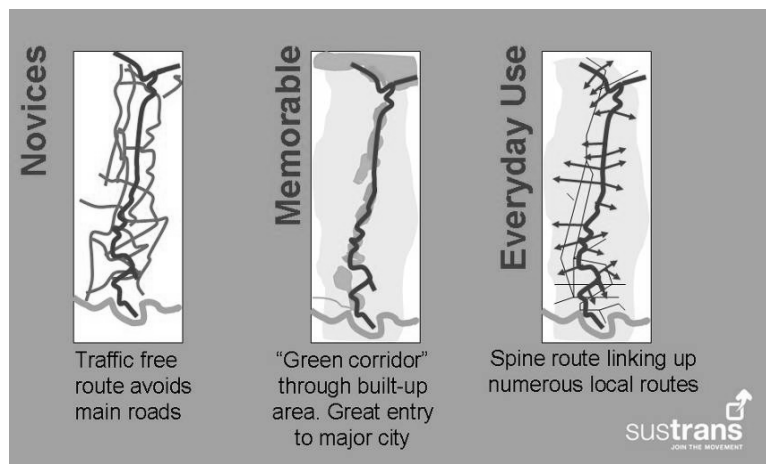 Novices
Traffic free
route avoids
main roads
Memorable
“Green corridor”
through built-up
area. Great entry
to major city
Everyday Use
Spine route linking up
numerous local routes
sustrans
JOIN THE MOVEMENT